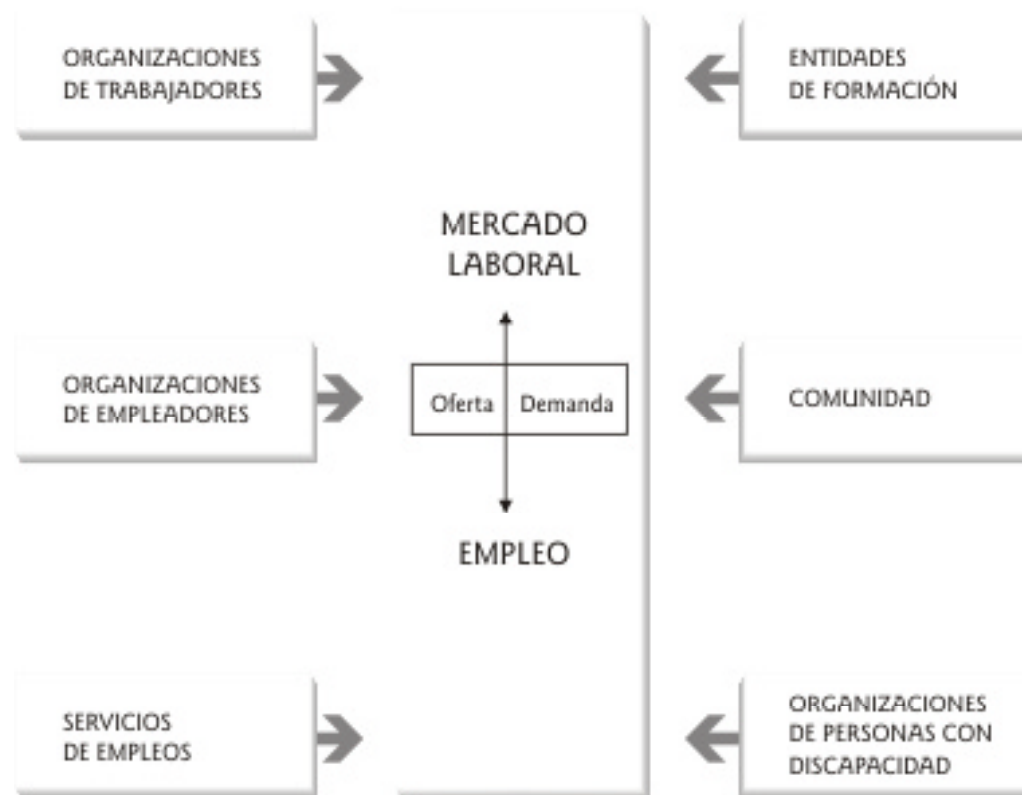 ORGANIZACIONES
DE TRABAJADORES
ENTIDADES
DE FORMACIÓN
MERCADO
LABORAL
ORGANIZACIONES
DE EMPLEADORES
Oferta Demanda
COMUNIDAD
EMPLEO
SERVICIOS
DE EMPLEOS
ORGANIZACIONES
DE PERSONAS CON
DISCAPACIDAD